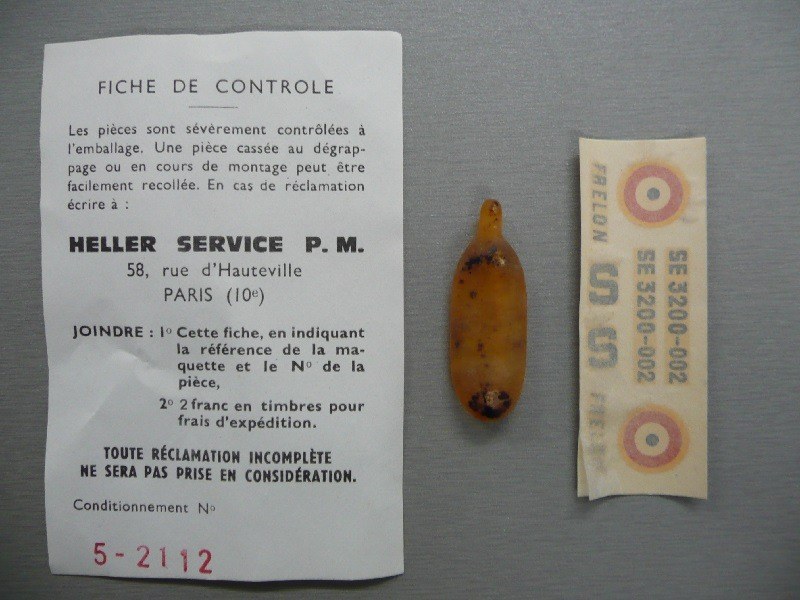 FICHE DE CONTROLE
Les pièces sont sévèrement contrôlées à
l'emballage. Une pièce cassée au dégrap-
page ou en cours de montage peut être
facilement recollée. En cas de réclamation
écrire à :
HELLER SERVICE P. M.
58, rue d'Hauteville
PARIS (10e)
JOINDRE : 1º Cette fiche, en indiquant
la référence de la ma-
quette et le Nº de la
pièce,
2º 2 franc en timbres pour
frais d'expédition.
TOUTE RÉCLAMATION INCOMPLÈTE
NE SERA PAS PRISE EN CONSIDÉRATION.
Conditionnement Nº
5-2112
FRELON
S S
SE 3200-002
SE 3200-002
FRELON